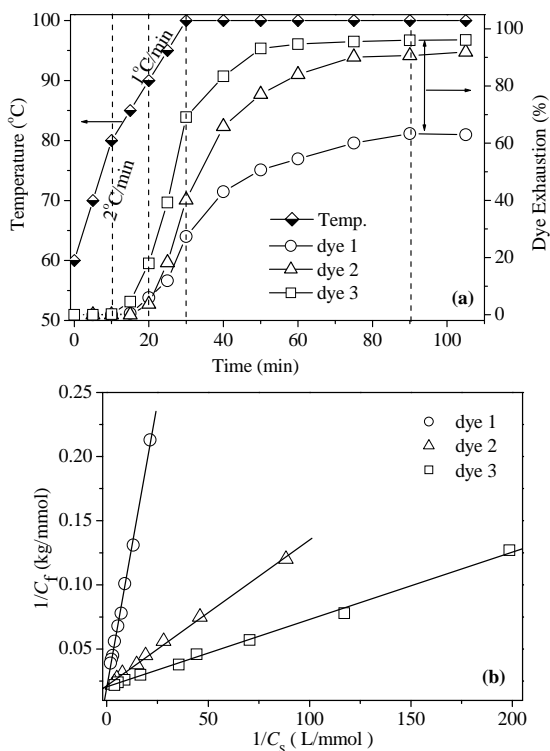 100
90
80
70
60
50
Temperature (°C)
1°C/min
2°C/min
100
80
60
40
20
0
Dye Exhaustion (%)
Temp.
dye 1
dye 2
dye 3
(a)
0 20 40 60 80 100
Time (min)
0.25
0.20
0.15
0.10
0.05
1/Cf (kg/mmol)
dye 1
dye 2
dye 3
(b)
0 50 100 150 200
1/Cs ( L/mmol)